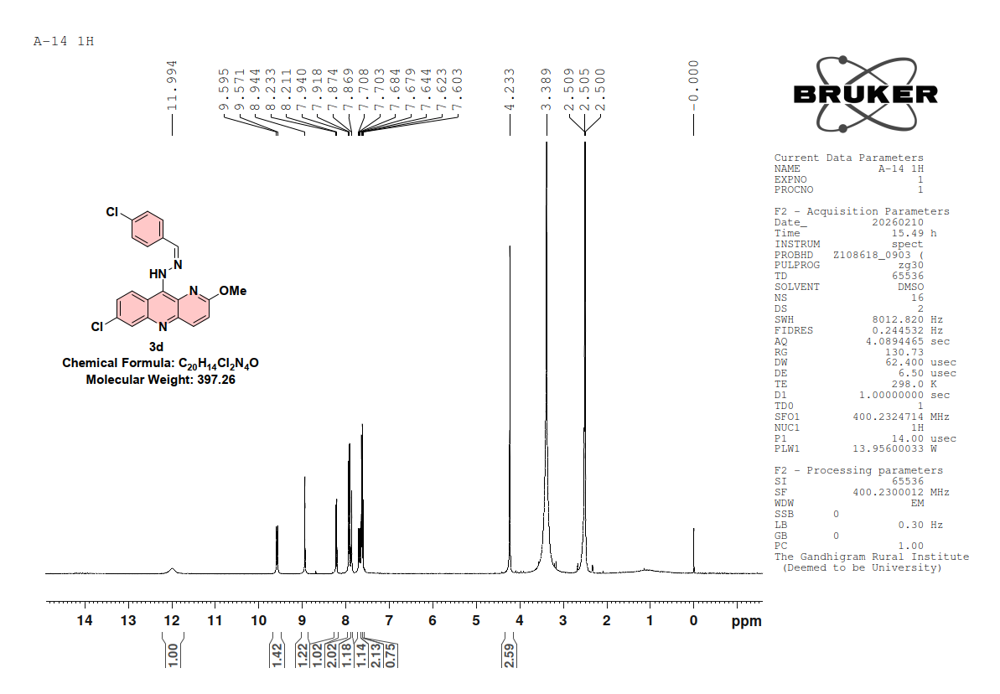 A-14 1H
11.994
9.595
9.571
8.944
8.233
8.211
7.940
7.918
7.874
7.869
7.708
7.703
7.684
7.679
7.644
7.623
7.603
4.233
3.389
2.509
2.505
2.500
-0.000
BRUKER
Cl
N
HN
N
OMe
Cl
N
3d
Chemical Formula: C20H14Cl2N4O
Molecular Weight: 397.26
Current Data Parameters
NAME A-14 1H
EXPNO 1
PROCNO 1
F2 - Acquisition Parameters
Date_ 20260210
Time 15.49 h
INSTRUM spect
PROBHD Z108618_0903 (
PULPROG zg30
TD 65536
SOLVENT DMSO
NS 16
DS 2
SWH 8012.820 Hz
FIDRES 0.244532 Hz
AQ 4.0894465 sec
RG 130.73
DW 62.400 usec
DE 6.50 usec
TE 298.0 K
D1 1.00000000 sec
TD0 1
SFO1 400.2324714 MHz
NUC1 1H
P1 14.00 usec
PLW1 13.95600033 W
F2 - Processing parameters
SI 65536
SF 400.2300012 MHz
WDW EM
SSB 0
LB 0.30 Hz
GB 0
PC 1.00
The Gandhigram Rural Institute
(Deemed to be University)
14 13 12 11 10 9 8 7 6 5 4 3 2 1 0 ppm
1.00
1.42
1.22
1.02
2.02
1.18
1.14
2.13
0.75
2.59